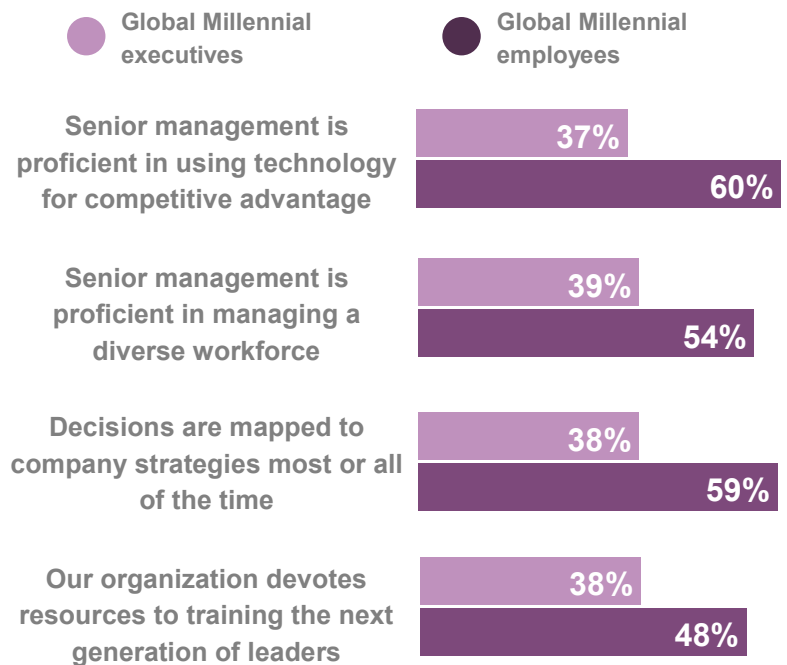 Global Millennial
executives
Global Millennial
employees
Senior management is
proficient in using technology
for competitive advantage
37%
60%
Senior management is
proficient in managing a
diverse workforce
39%
54%
Decisions are mapped to
company strategies most or all
of the time
38%
59%
Our organization devotes
resources to training the next
generation of leaders
38%
48%